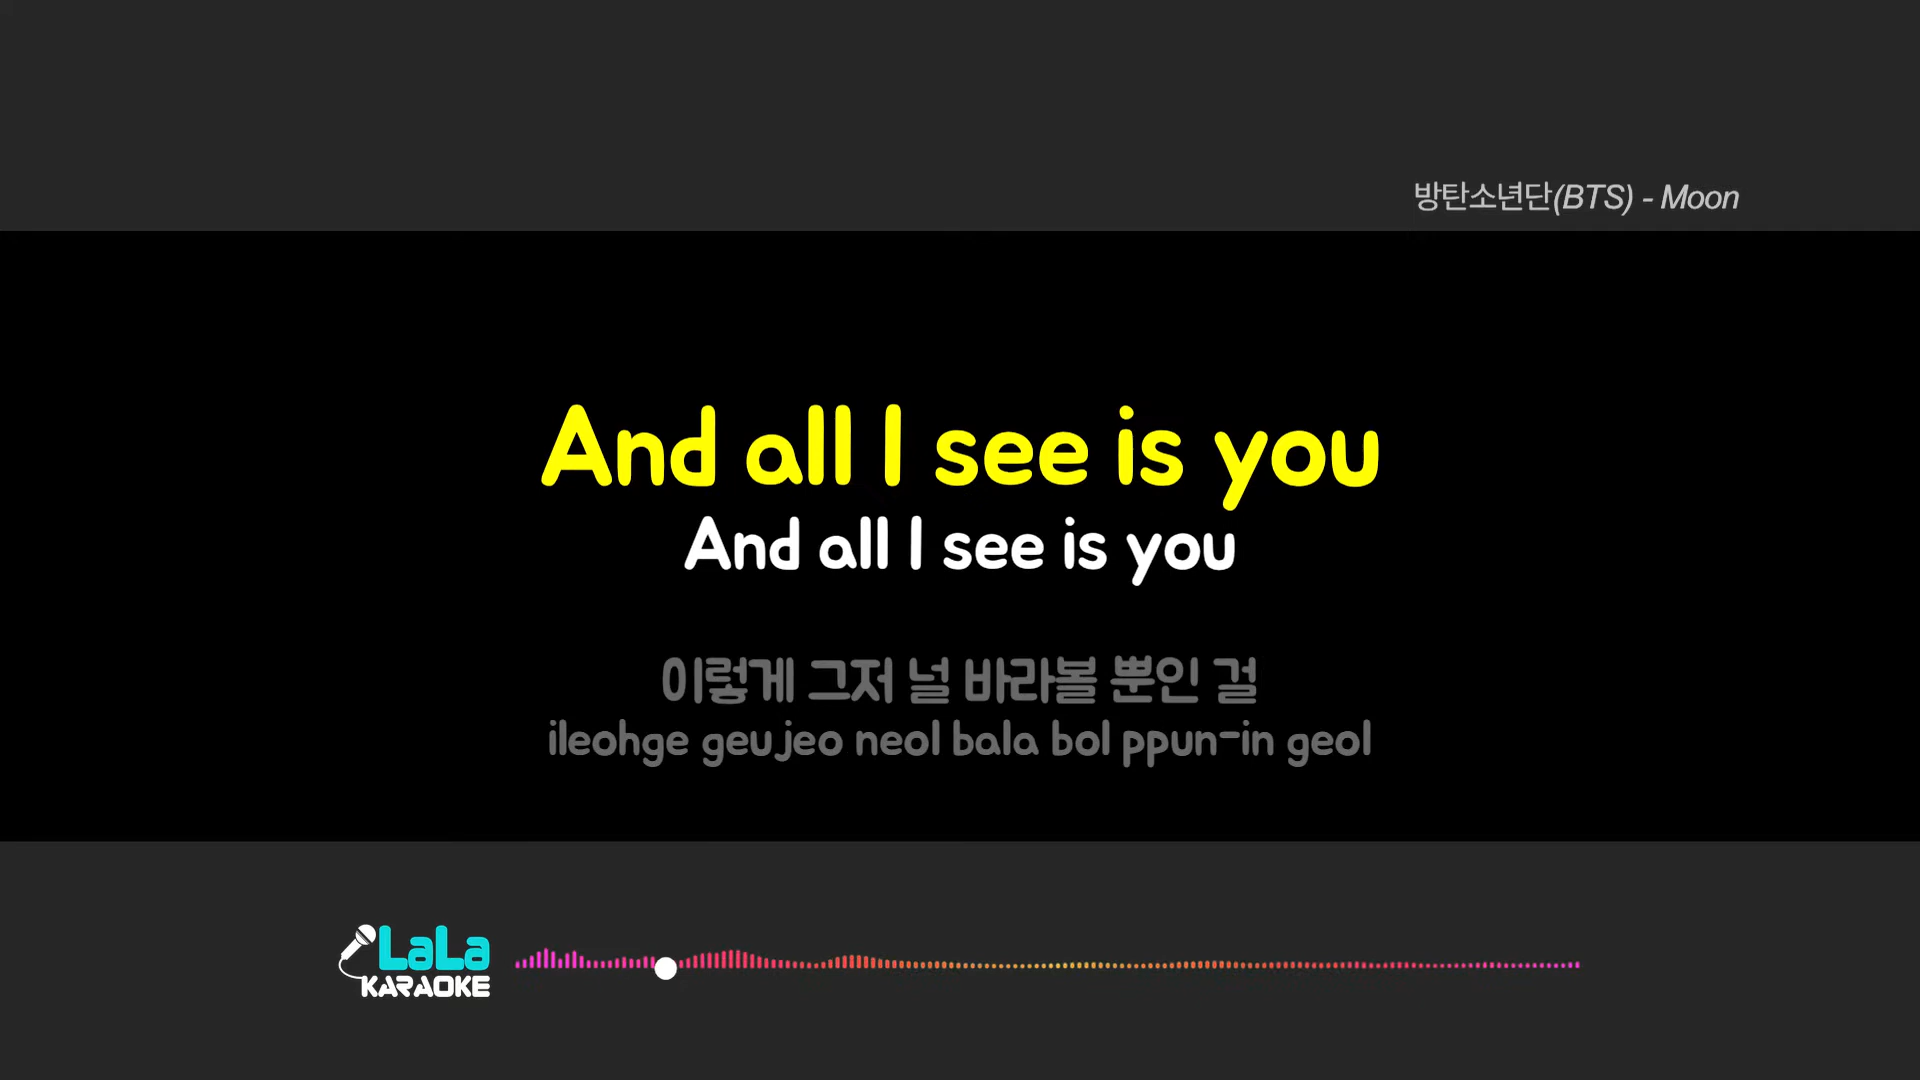 방탄소년단(BTS) - Moon
And all I see is you
And all I see is you
이렇게 그저 널 바라볼 뿐인 걸
ileohge geujeo neol bala bol ppun-in geol
LaLa
KARAOKE